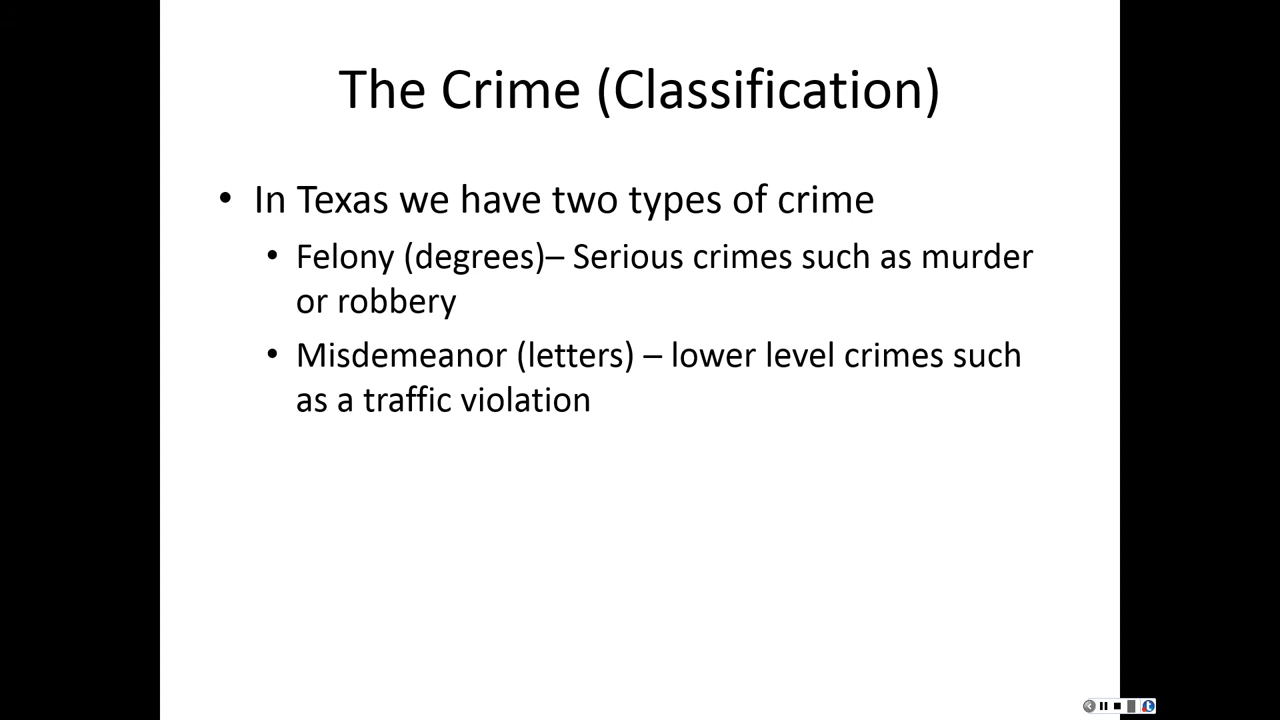 The Crime (Classification)
• In Texas we have two types of crime
• Felony (degrees)– Serious crimes such as murder
or robbery
• Misdemeanor (letters) – lower level crimes such
as a traffic violation